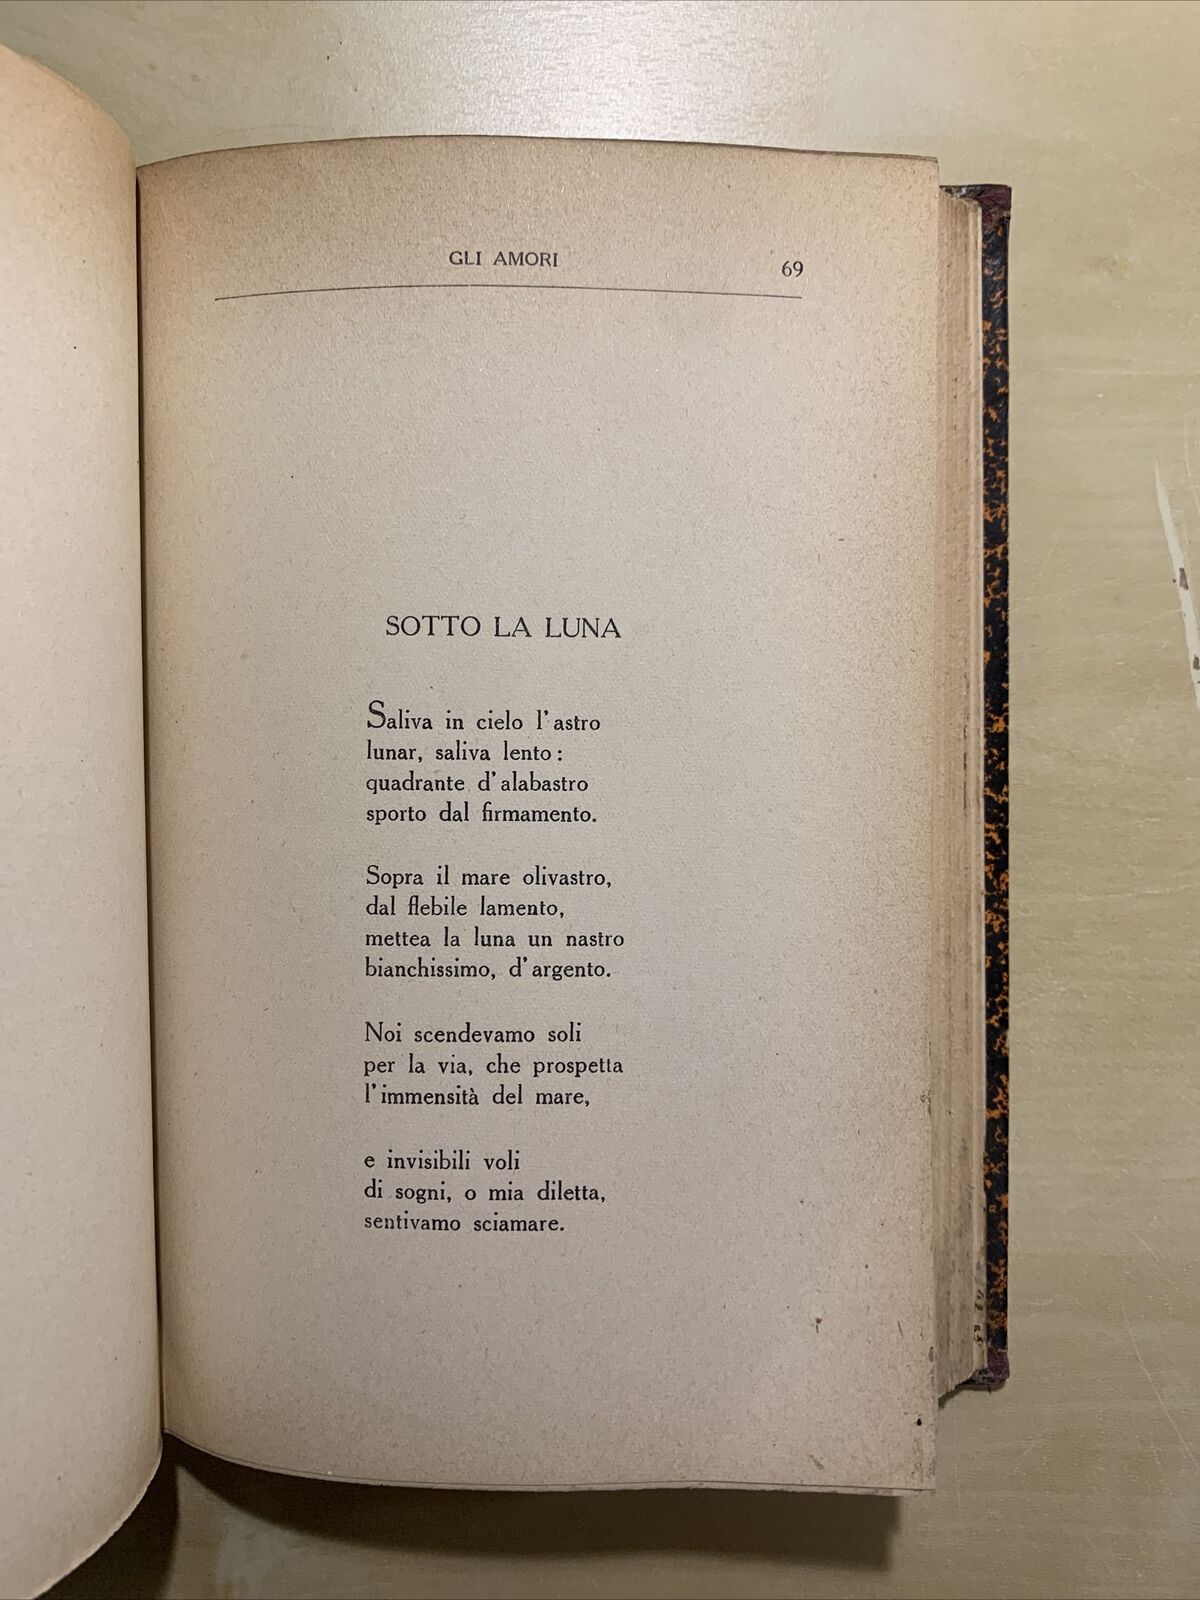 GLI AMORI
69
SOTTO LA LUNA
Saliva in cielo l'astro
lunar, saliva lento:
quadrante d'alabastro
sporto dal firmamento.
Sopra il mare olivastro,
dal flebile lamento,
mettea la luna un nastro
bianchissimo, d'argento.
Noi scendevamo soli
per la via, che prospetta
l'immensità del mare,
e invisibili voli
di sogni, o mia diletta,
sentivamo sciamare.